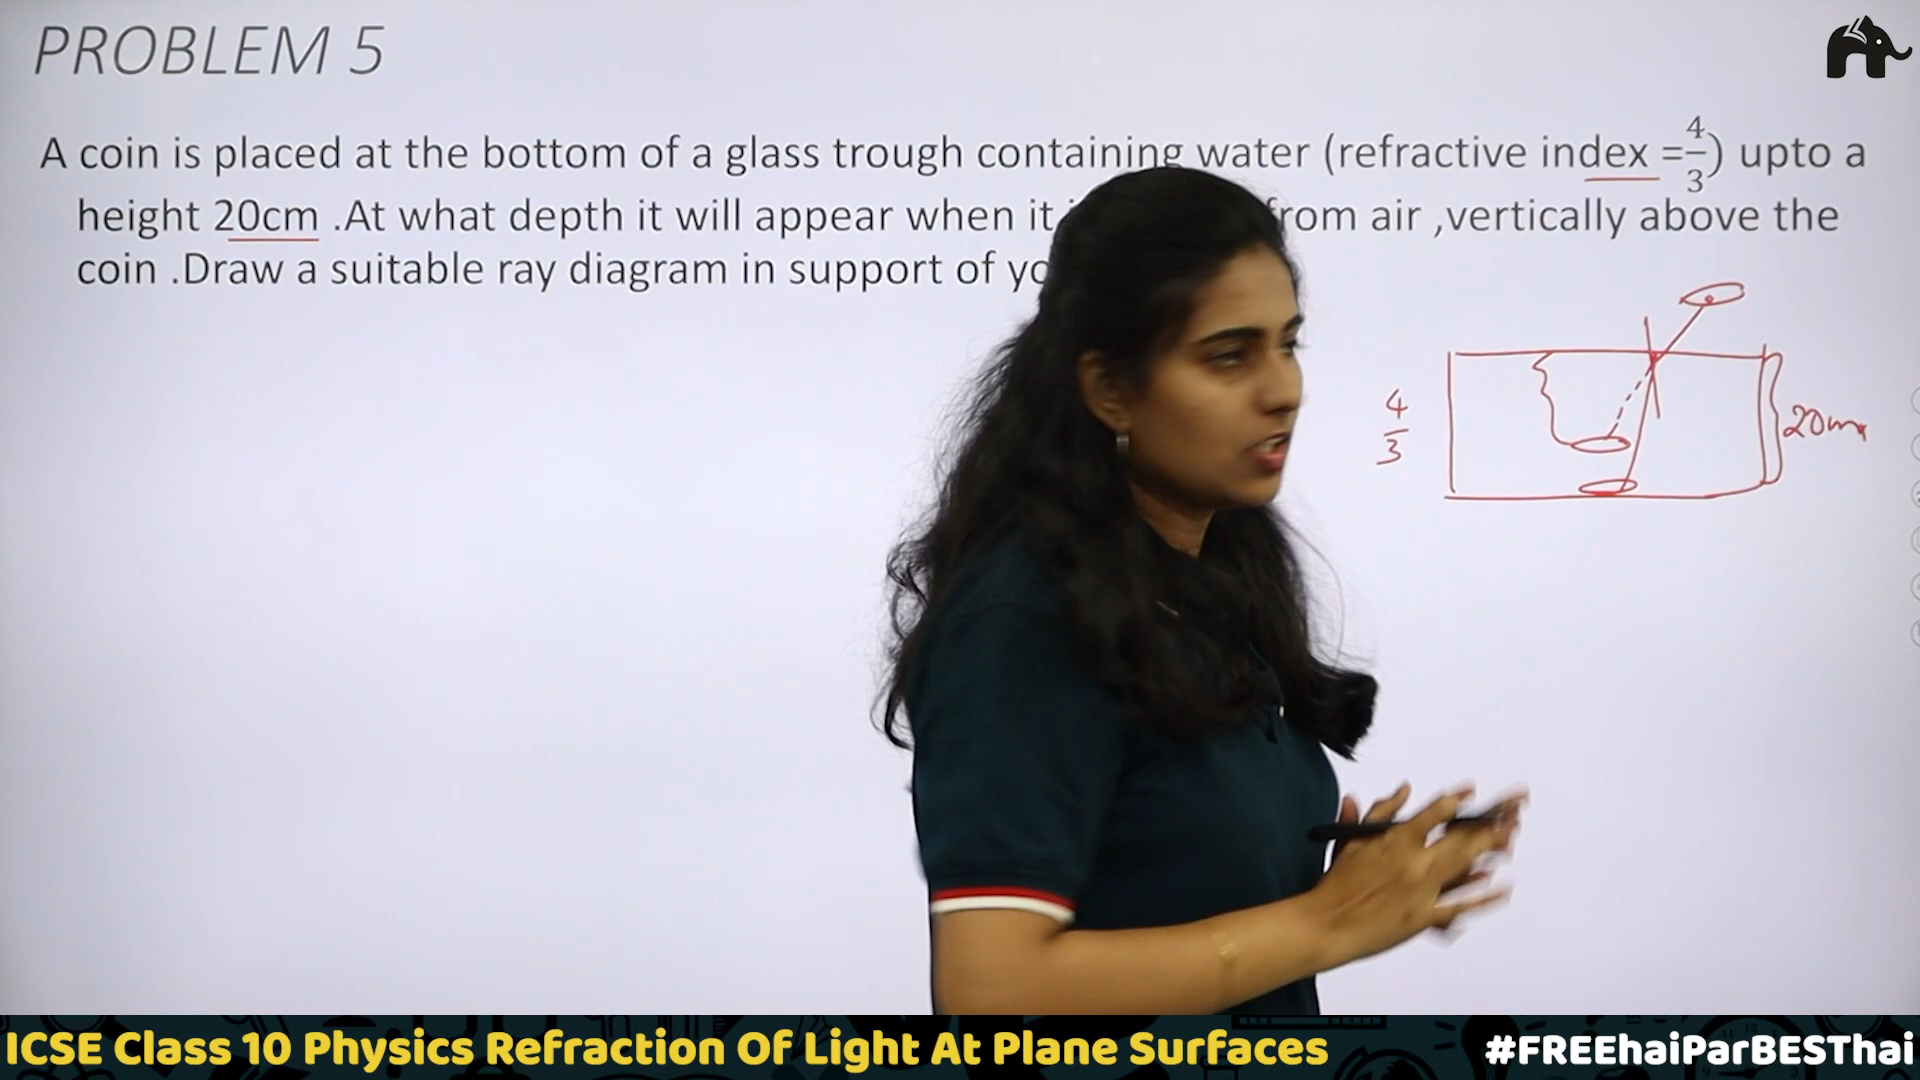 PROBLEM 5
A coin is placed at the bottom of a glass trough containing water (refractive index =4/3) upto a
height 20cm .At what depth it will appear when it from air ,vertically above the
coin .Draw a suitable ray diagram in support of
4/3
20cm
ICSE Class 10 Physics Refraction Of Light At Plane Surfaces
#FREEhaiParBESThai